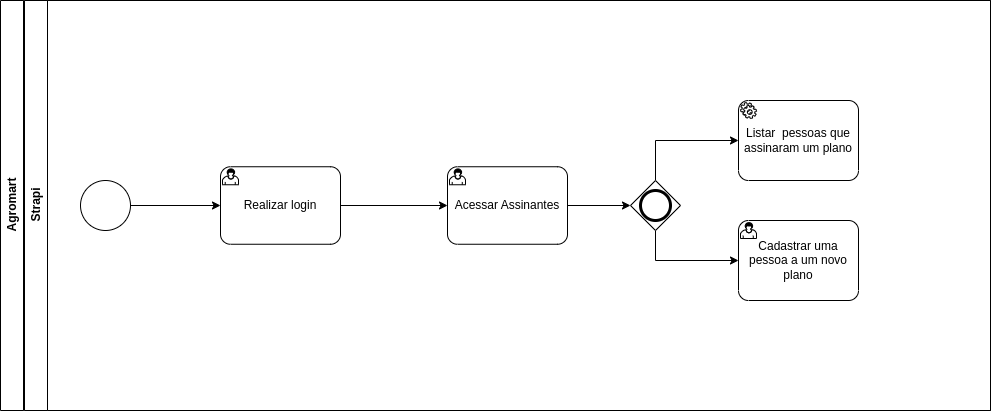 Agromart
Strapi
Realizar login
Acessar Assinantes
Listar pessoas que
assinaram um plano
Cadastrar uma
pessoa a um novo
plano